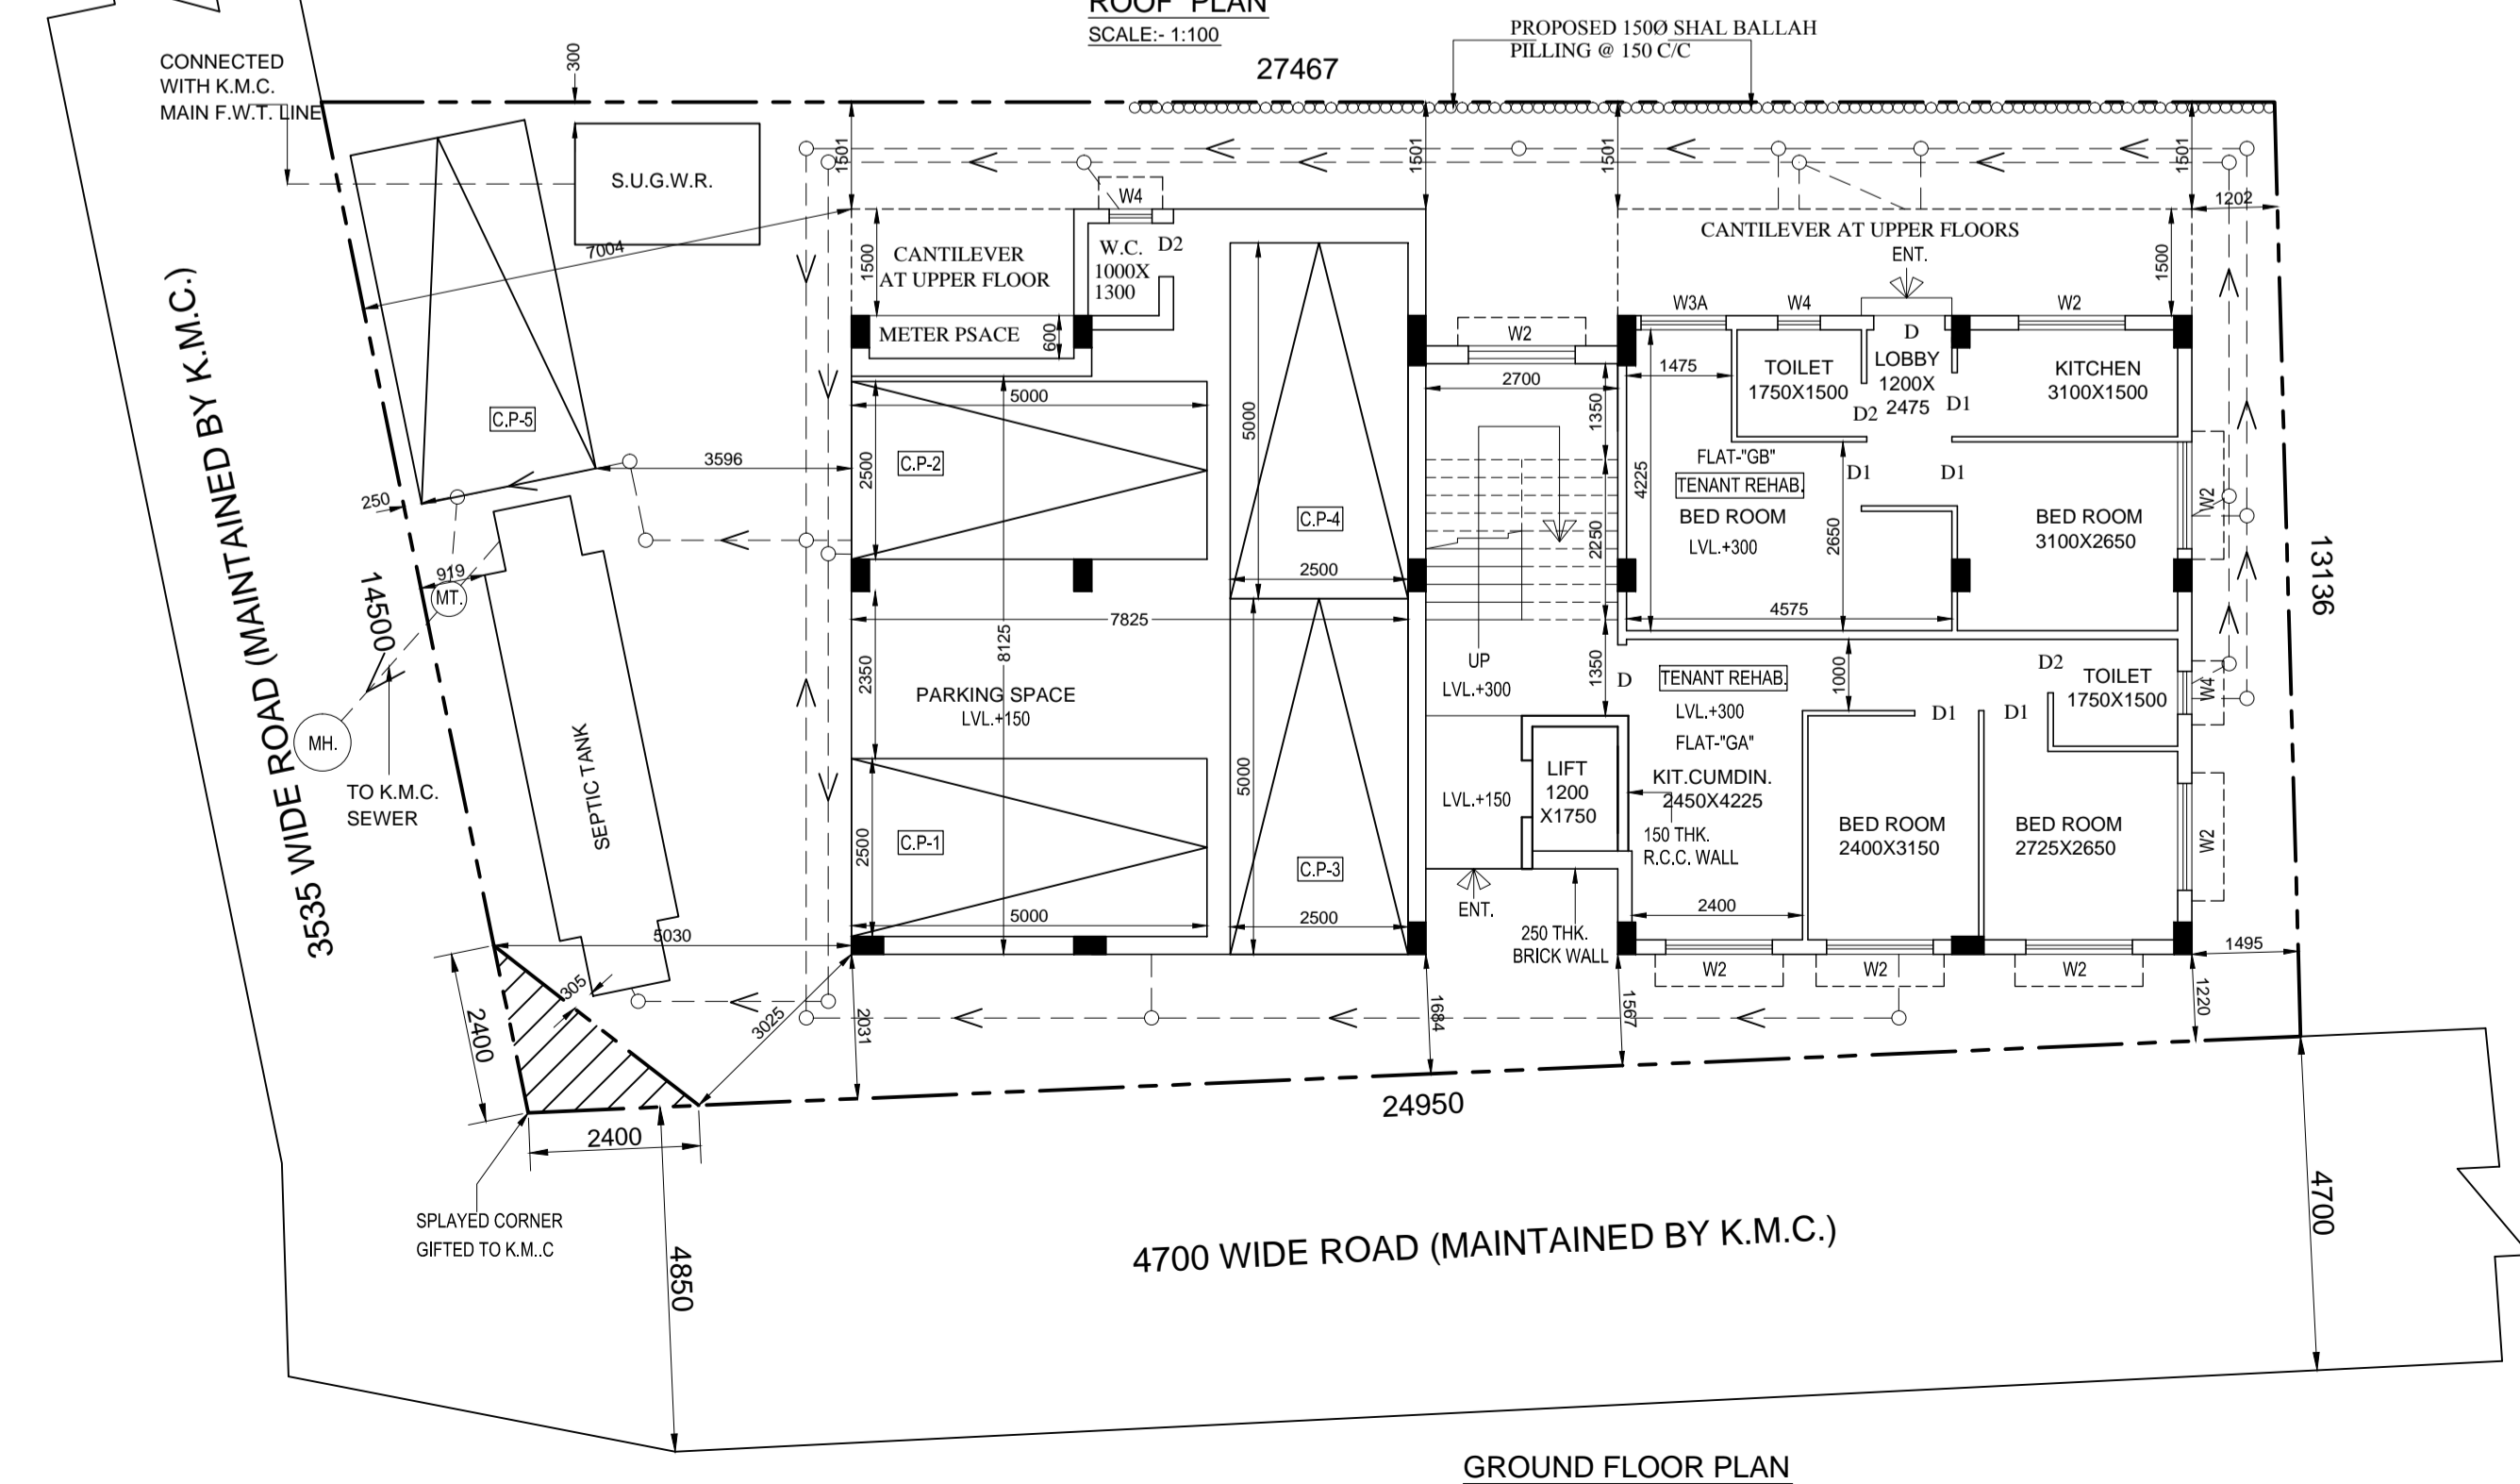 ROOF PLAN
SCALE:- 1:100
PROPOSED 150Ø SHAL BALLAH
PILLING @ 150 C/C
27467
CONNECTED
WITH K.M.C.
MAIN F.W.T. LINE
300
1501
1501
1501
1501
S.U.G.W.R.
7004
W4
1202
CANTILEVER AT UPPER FLOORS
ENT.
1500
CANTILEVER
AT UPPER FLOOR
W.C.
1000X
1300
D2
1500
METER PSACE
600
W2
W3A
W4
D
W2
1475
TOILET
1750X1500
LOBBY
1200X
2475
KITCHEN
3100X1500
D2
D1
2700
1350
5000
5000
C.P-5
C.P-2
2500
3596
250
FLAT-"GB"
TENANT REHAB.
BED ROOM
LVL.+300
4225
2650
D1
D1
BED ROOM
3100X2650
W2
C.P-4
2250
2500
13136
919
MT.
14500
3535 WIDE ROAD (MAINTAINED BY K.M.C.)
7825
8125
4575
2350
PARKING SPACE
LVL.+150
UP
LVL.+300
1350
D
TENANT REHAB.
LVL.+300
FLAT-"GA"
1000
D2
TOILET
1750X1500
W4
D1
D1
MH.
TO K.M.C.
SEWER
SEPTIC TANK
5000
LVL.+150
LIFT
1200
X1750
KIT.CUMDIN.
2450X4225
150 THK.
R.C.C. WALL
BED ROOM
2400X3150
BED ROOM
2725X2650
W2
C.P-1
2500
C.P-3
5000
2500
ENT.
250 THK.
BRICK WALL
2400
W2
W2
W2
1495
5030
305
2400
3025
2031
1684
1567
1220
24950
2400
SPLAYED CORNER
GIFTED TO K.M..C
4850
4700 WIDE ROAD (MAINTAINED BY K.M.C.)
4700
GROUND FLOOR PLAN